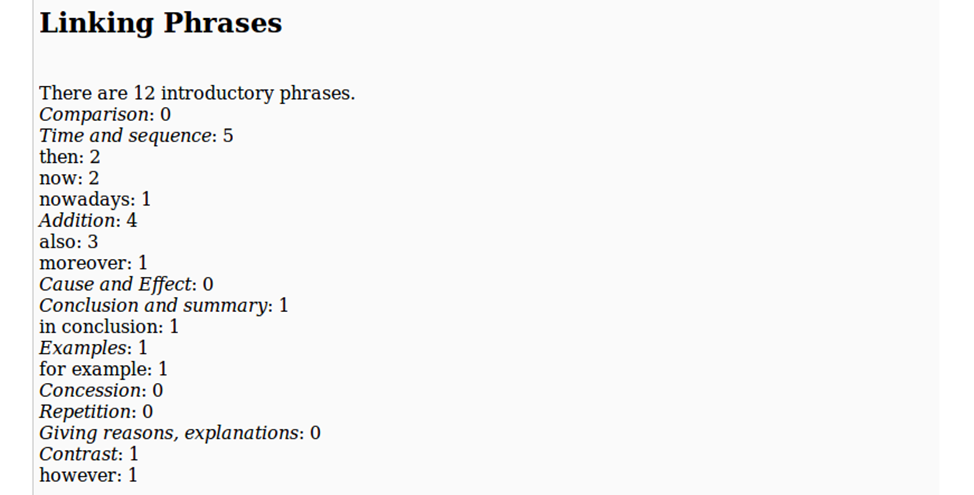 Linking Phrases
There are 12 introductory phrases.
Comparison: 0
Time and sequence: 5
then: 2
now: 2
nowadays: 1
Addition: 4
also: 3
moreover: 1
Cause and Effect: 0
Conclusion and summary: 1
in conclusion: 1
Examples: 1
for example: 1
Concession: 0
Repetition: 0
Giving reasons, explanations: 0
Contrast: 1
however: 1